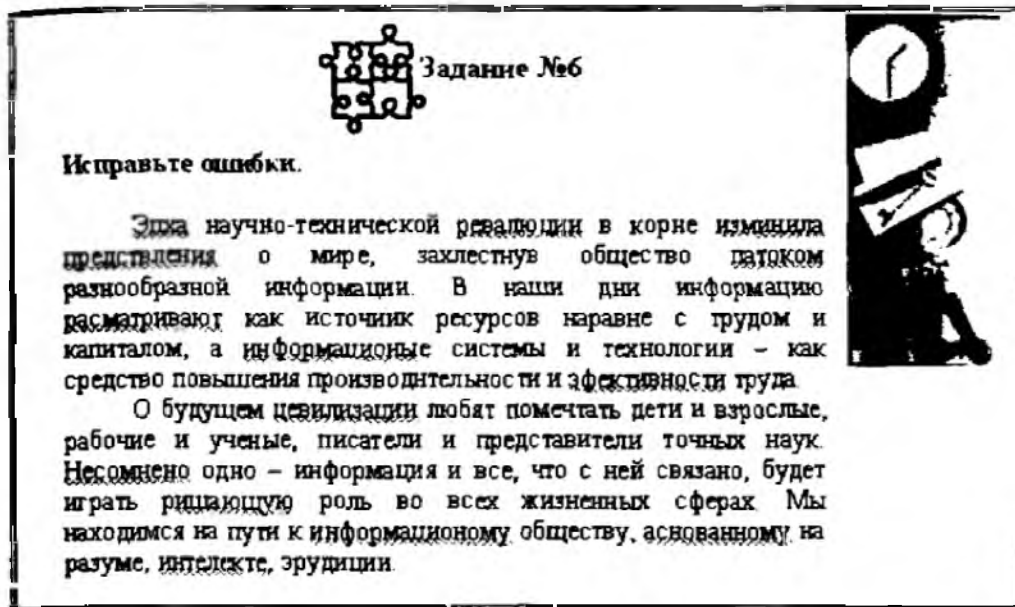 Задание №6
Исправьте ошибки.
Эпха научно-технической ревалюции в корне изминила
предствления о мире, захлестнув общество патоком
разнообразной информации. В наши дни информацию
расматривают как источник ресурсов наравне с трудом и
капиталом, а информационые системы и технологии – как
средство повышения производительности и эфективности труда.
О будущем цевилизации любят помечтать дети и взрослые,
рабочие и ученые, писатели и представители точных наук.
Несомнено одно – информация и все, что с ней связано, будет
играть ришающую роль во всех жизненных сферах. Мы
находимся на пути к информационому обществу, аснованному на
разуме, интелекте, эрудиции.